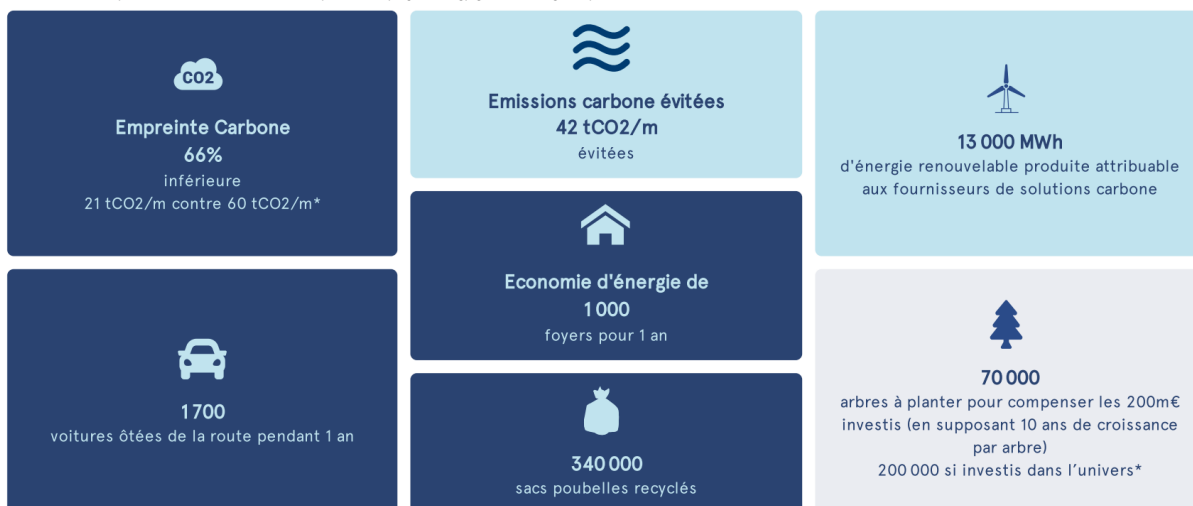 CO2
Empreinte Carbone
66%
inférieure
21 tCO2/m contre 60 tCO2/m*
Emissions carbone évitées
42 tCO2/m
évitées
13 000 MWh
d'énergie renouvelable produite attribuable
aux fournisseurs de solutions carbone
Economie d'énergie de
1 000
foyers pour 1 an
1 700
voitures ôtées de la route pendant 1 an
340 000
sacs poubelles recyclés
70 000
arbres à planter pour compenser les 200m€
investis (en supposant 10 ans de croissance
par arbre)
200 000 si investis dans l’univers*